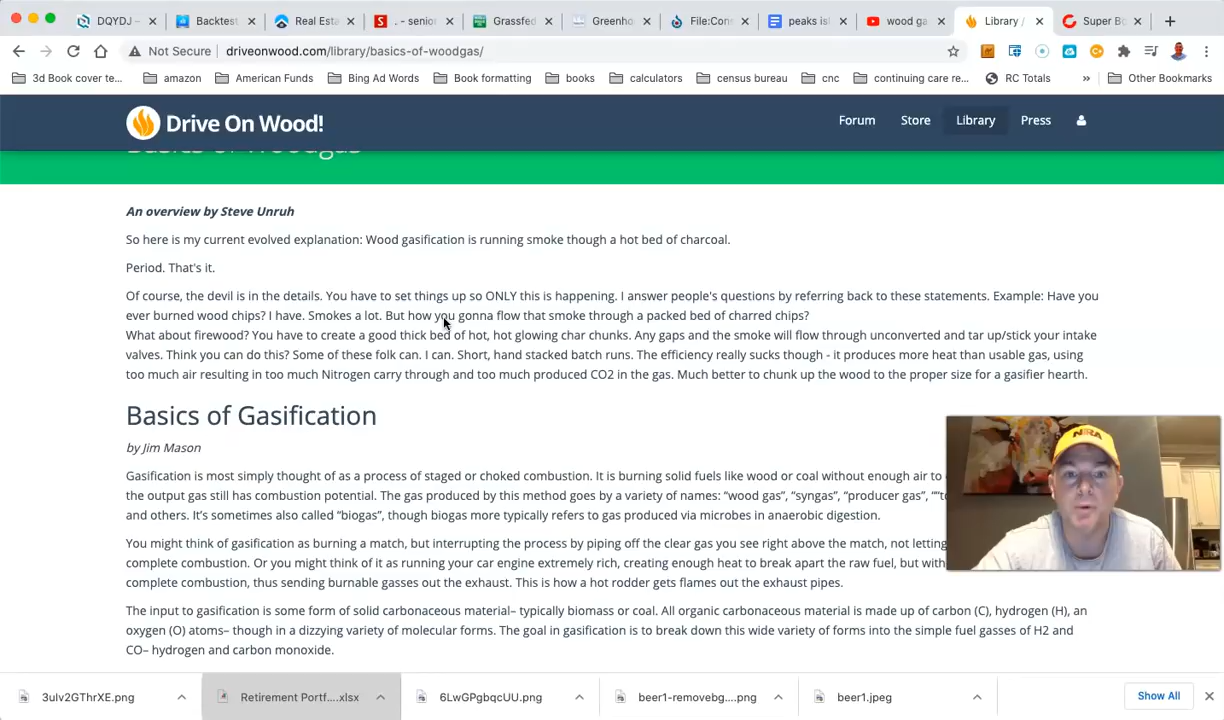 DQYDJ –
Backtest
Real Esta
. - senior
Grassfed
Greenho
File:Con
peaks isl
wood ga
Library /
Super Bo
Not Secure
driveonwood.com/library/basics-of-woodgas/
3d Book cover te...
amazon
American Funds
Bing Ad Words
Book formatting
books
calculators
census bureau
cnc
continuing care re...
RC Totals
»
Other Bookmarks
Drive On Wood!
Forum
Store
Library
Press
Basics of Woodgas
An overview by Steve Unruh
So here is my current evolved explanation: Wood gasification is running smoke though a hot bed of charcoal.
Period. That's it.
Of course, the devil is in the details. You have to set things up so ONLY this is happening. I answer people's questions by referring back to these statements. Example: Have you
ever burned wood chips? I have. Smokes a lot. But how you gonna flow that smoke through a packed bed of charred chips?
What about firewood? You have to create a good thick bed of hot, hot glowing char chunks. Any gaps and the smoke will flow through unconverted and tar up/stick your intake
valves. Think you can do this? Some of these folk can. I can. Short, hand stacked batch runs. The efficiency really sucks though - it produces more heat than usable gas, using
too much air resulting in too much Nitrogen carry through and too much produced CO2 in the gas. Much better to chunk up the wood to the proper size for a gasifier hearth.
Basics of Gasification
by Jim Mason
Gasification is most simply thought of as a process of staged or choked combustion. It is burning solid fuels like wood or coal without enough air to
the output gas still has combustion potential. The gas produced by this method goes by a variety of names: “wood gas”, “syngas”, “producer gas”,
and others. It’s sometimes also called “biogas”, though biogas more typically refers to gas produced via microbes in anaerobic digestion.
You might think of gasification as burning a match, but interrupting the process by piping off the clear gas you see right above the match, not letting
complete combustion. Or you might think of it as running your car engine extremely rich, creating enough heat to break apart the raw fuel, but
complete combustion, thus sending burnable gasses out the exhaust. This is how a hot rodder gets flames out the exhaust pipes.
The input to gasification is some form of solid carbonaceous material– typically biomass or coal. All organic carbonaceous material is made up of carbon (C), hydrogen (H), an
oxygen (O) atoms– though in a dizzying variety of molecular forms. The goal in gasification is to break down this wide variety of forms into the simple fuel gasses of H2 and
CO– hydrogen and carbon monoxide.
NRA
3ulv2GThrXE.png
Retirement Portf....xlsx
6LwGPgbqcUU.png
beer1-removebg....png
beer1.jpeg
Show All